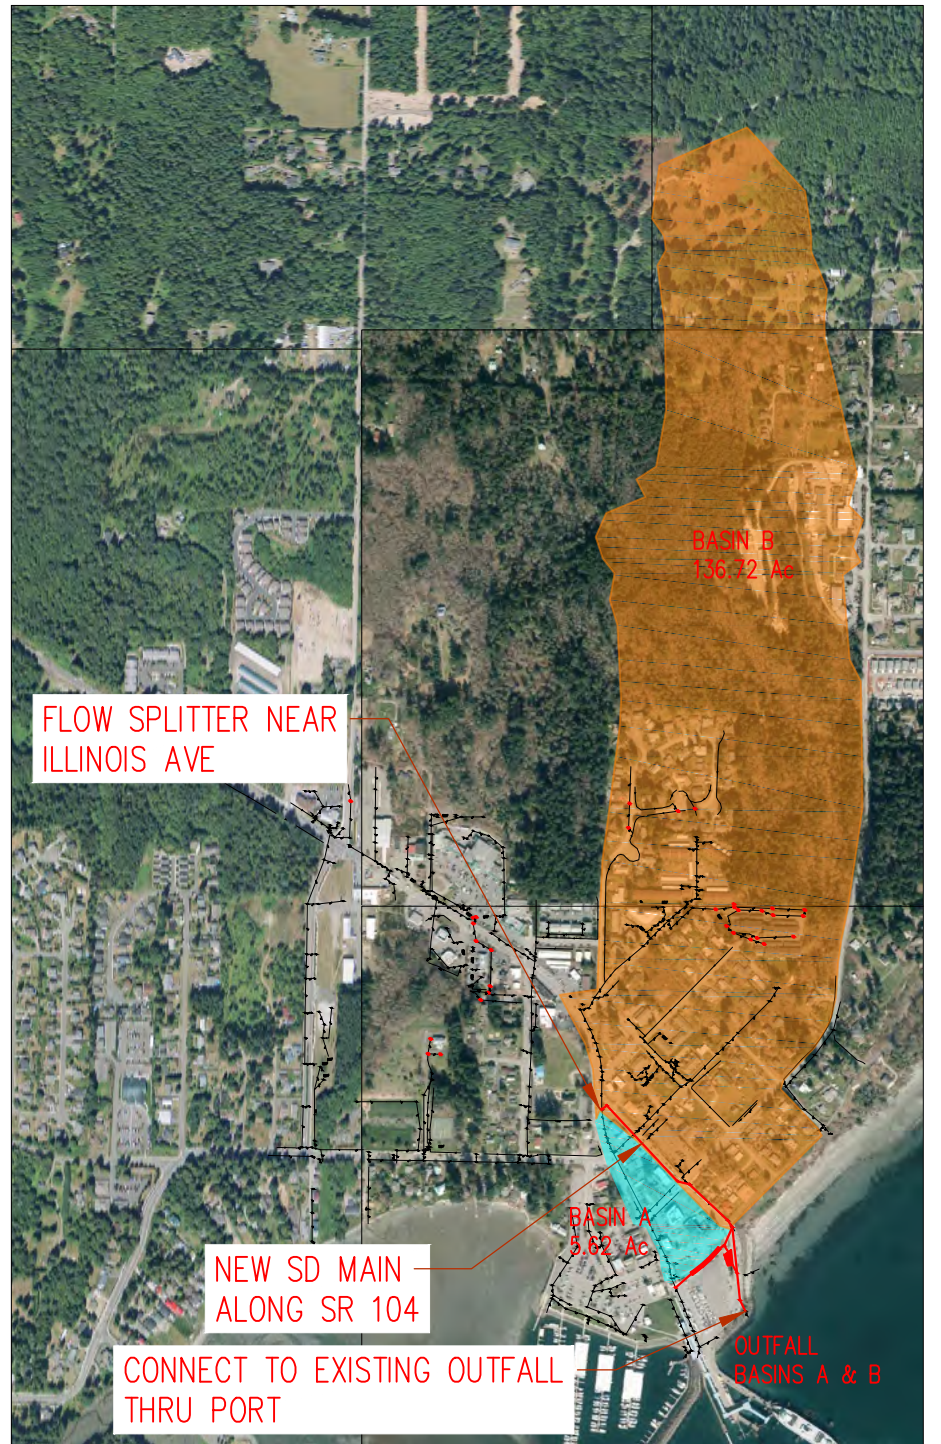 BASIN B
136.72 Ac
FLOW SPLITTER NEAR
ILLINOIS AVE
BASIN A
5.62 Ac
NEW SD MAIN
ALONG SR 104
OUTFALL
BASINS A & B
CONNECT TO EXISTING OUTFALL
THRU PORT